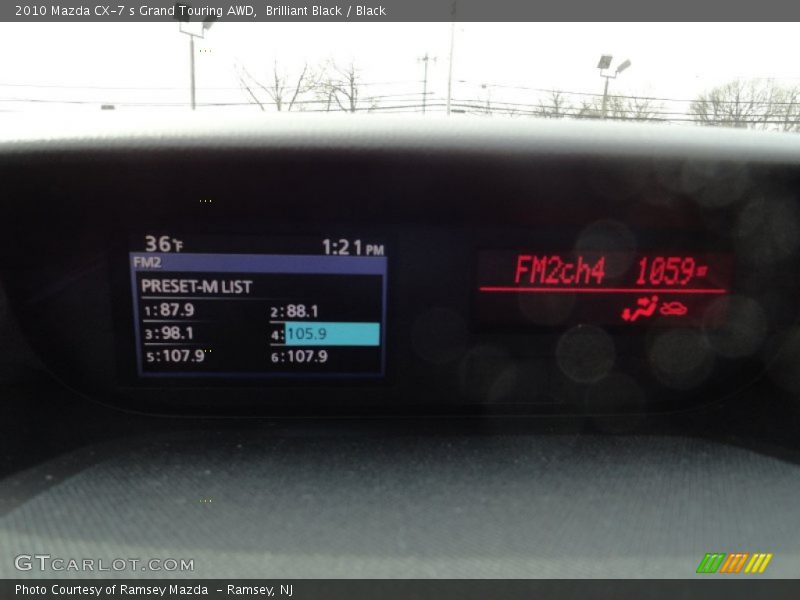 2010 Mazda CX-7 s Grand Touring AWD, Brilliant Black / Black
36°F 1:21 PM
FM2
PRESET-M LIST
1:87.9 2:88.1
3:98.1 4:105.9
5:107.9 6:107.9
FM2ch4 1059
GTCARLOT.COM
Photo Courtesy of Ramsey Mazda - Ramsey, NJ